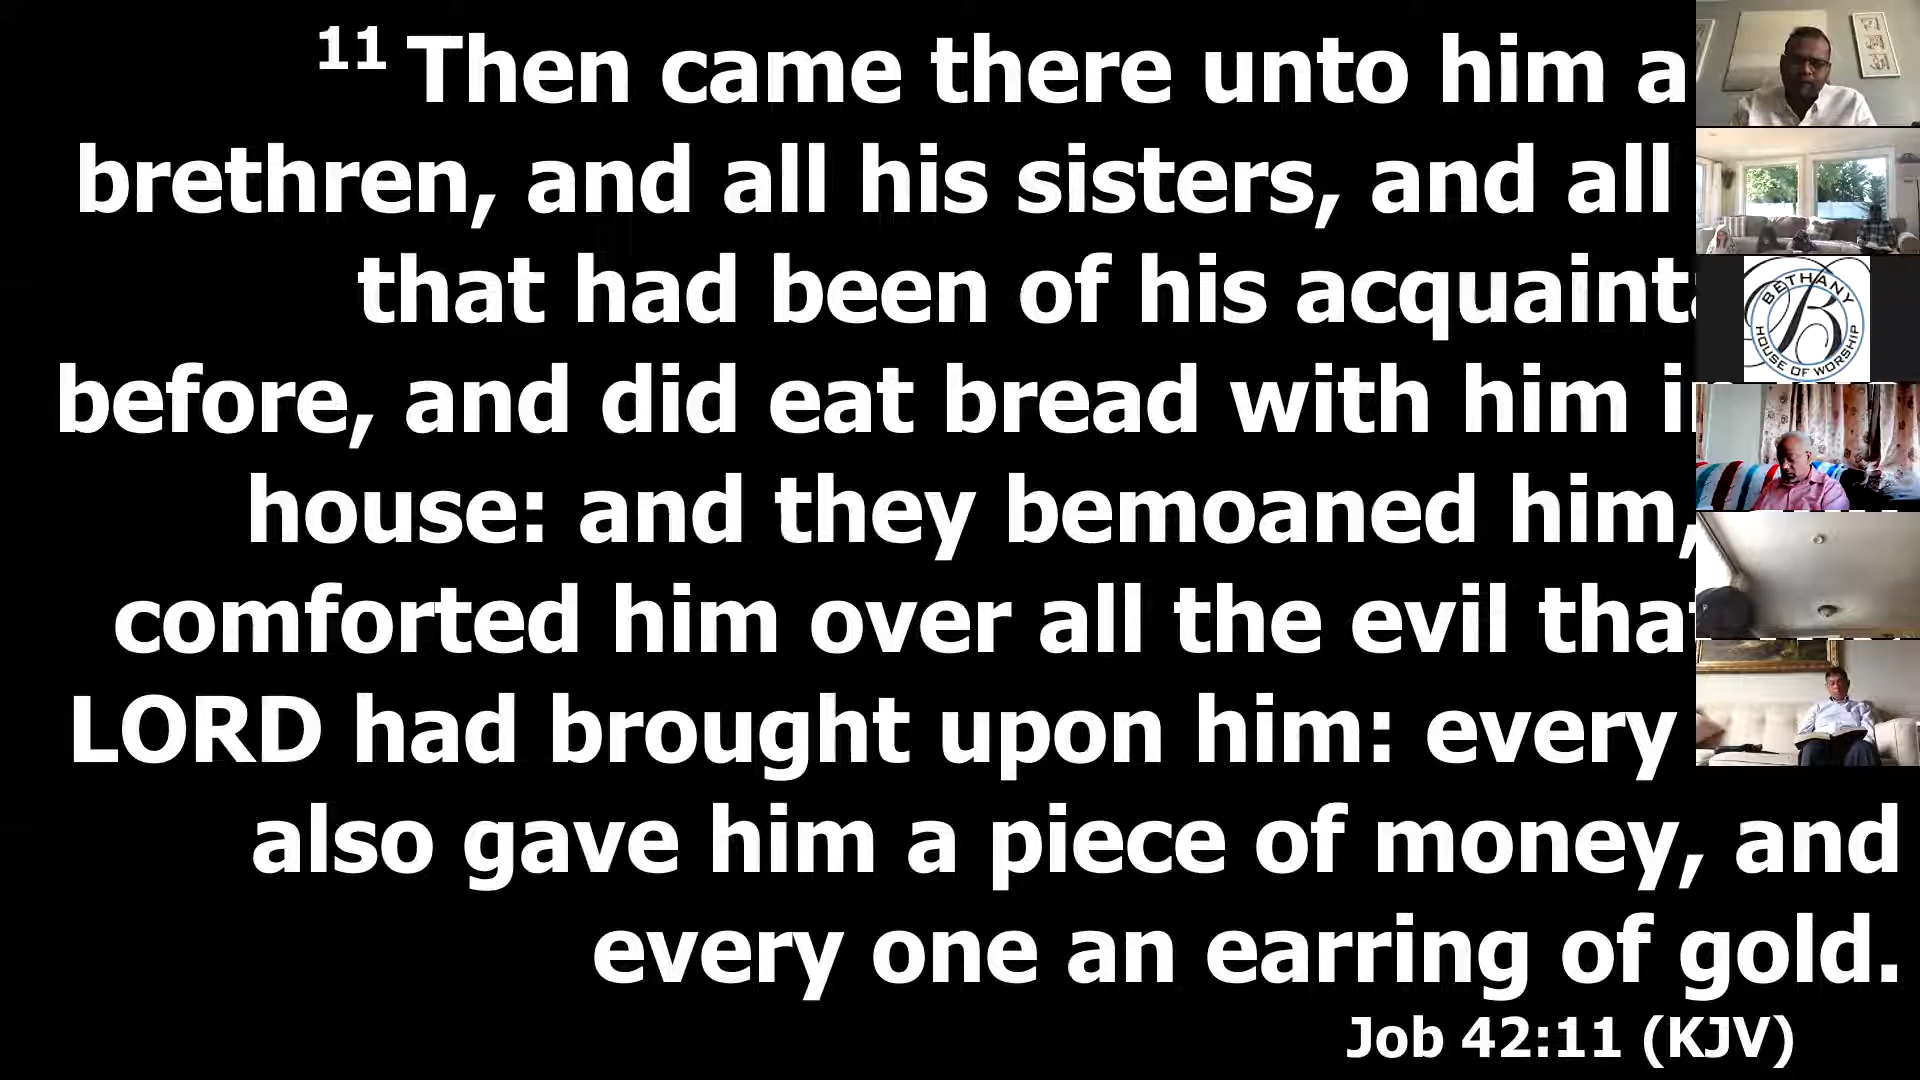 11 Then came there unto him a
brethren, and all his sisters, and all
that had been of his acquaint
before, and did eat bread with him i
house: and they bemoaned him,
comforted him over all the evil that
LORD had brought upon him: every
also gave him a piece of money, and
every one an earring of gold.
Job 42:11 (KJV)
BETHANY
B
HOUSE OF WORSHIP